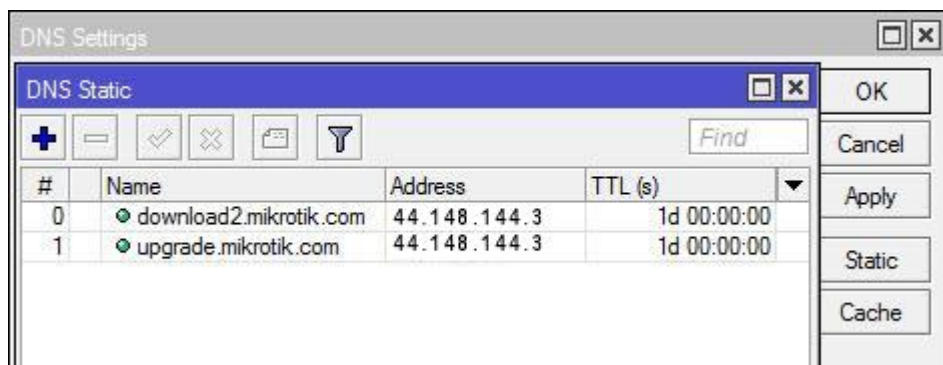 DNS Settings
DNS Static
OK
Find
Cancel
# Name Address TTL (s)
Apply
0 download2.mikrotik.com 44.148.144.3 1d 00:00:00
1 upgrade.mikrotik.com 44.148.144.3 1d 00:00:00
Static
Cache